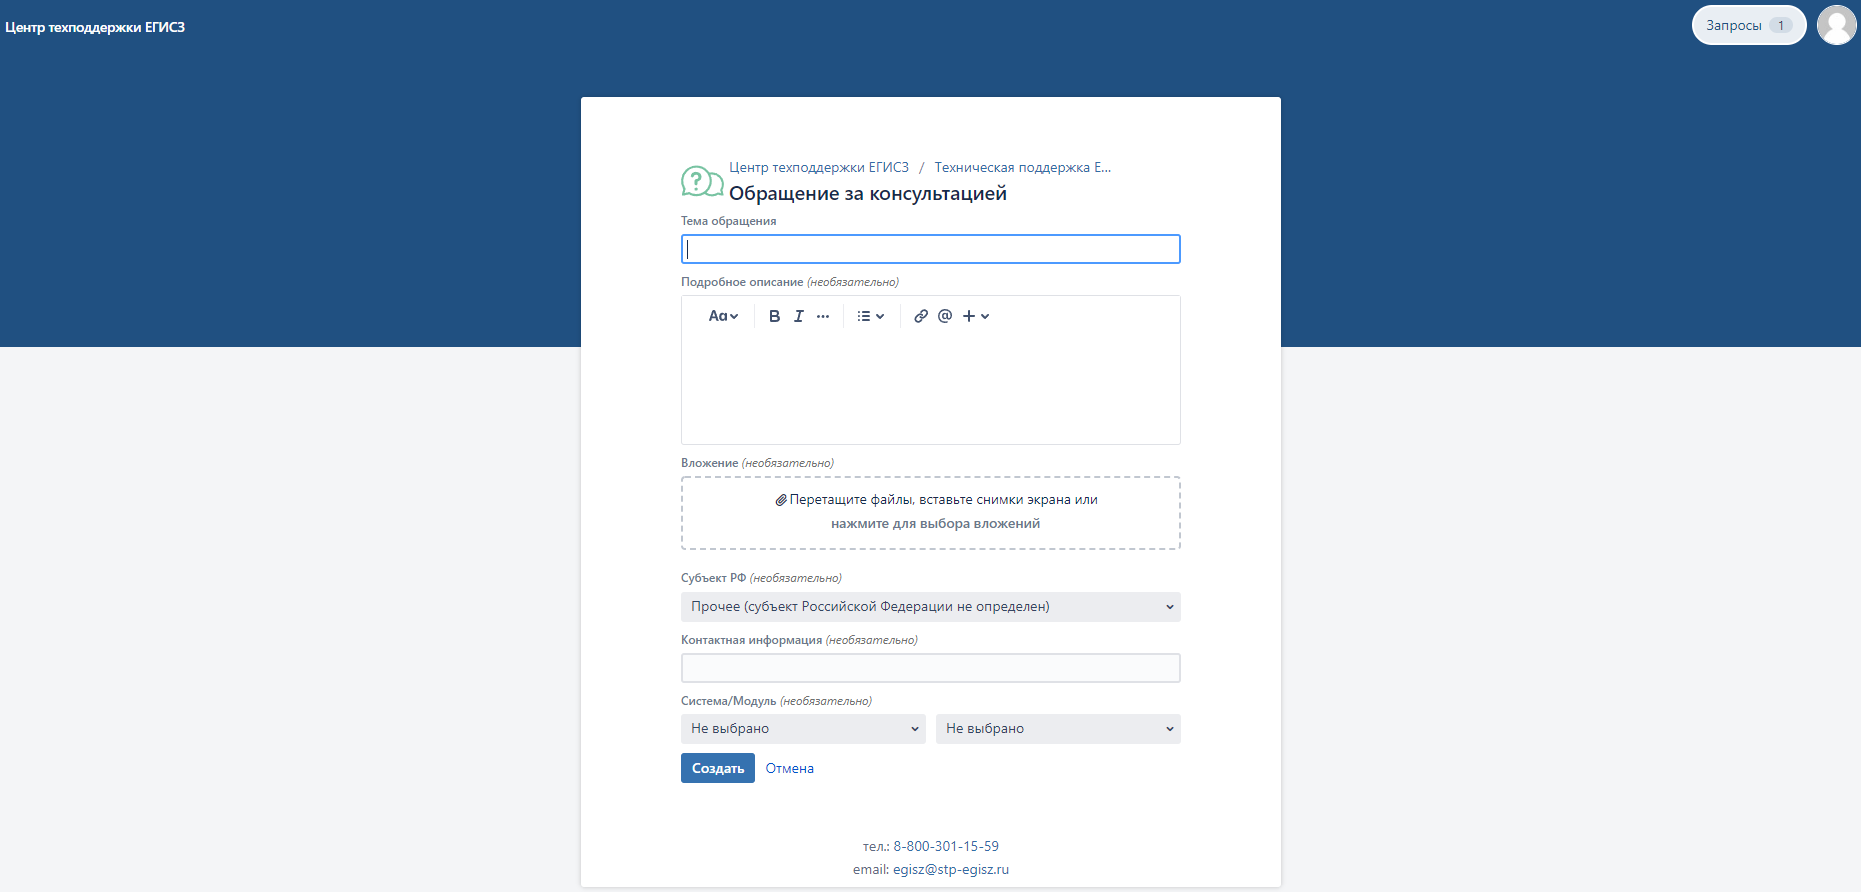 Центр техподдержки ЕГИСЗ
Запросы 1
Центр техподдержки ЕГИСЗ / Техническая поддержка Е...
Обращение за консультацией
Тема обращения
Подробное описание (необязательно)
Aa B I ... @ +
Вложение (необязательно)
Перетащите файлы, вставьте снимки экрана или
нажмите для выбора вложений
Субъект РФ (необязательно)
Прочее (субъект Российской Федерации не определен)
Контактная информация (необязательно)
Система/Модуль (необязательно)
Не выбрано Не выбрано
Создать Отмена
тел.: 8-800-301-15-59
email: egisz@stp-egisz.ru